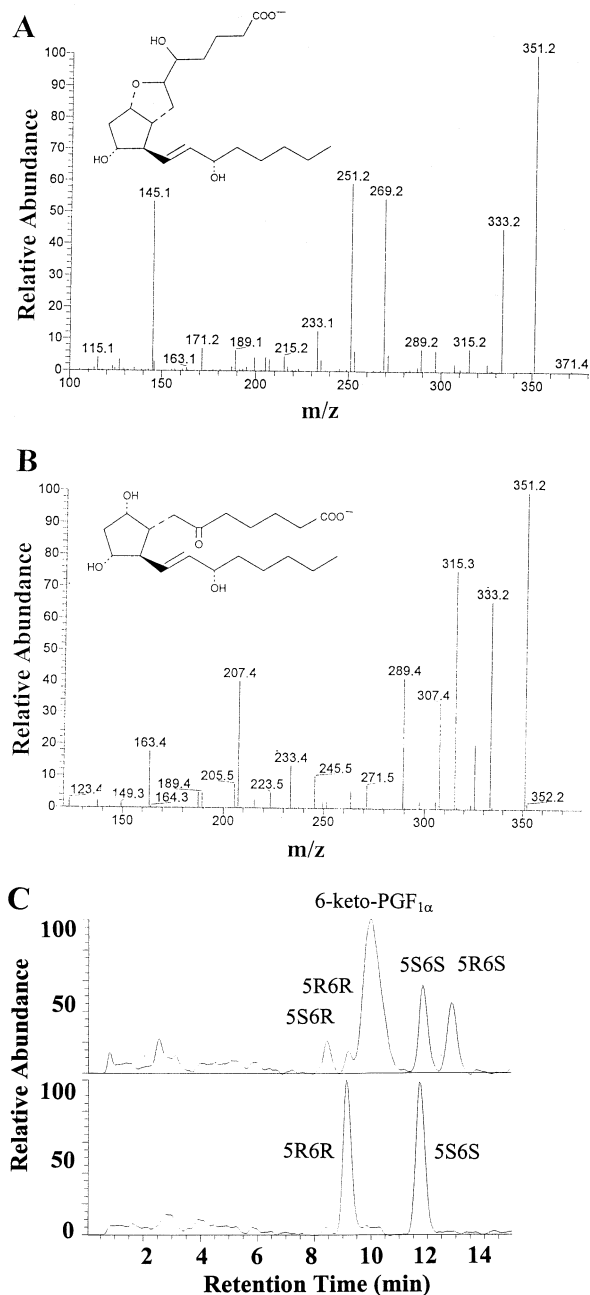 A
COO−
HO
O
HO
OH
Relative Abundance
100
90
80
70
60
50
40
30
20
10
0
351.2
251.2
269.2
145.1
333.2
233.1
171.2
189.1
163.1
115.1
215.2
289.2
315.2
371.4
100 150 200 250 300 350
m/z
B
OH
COO−
O
HO
OH
Relative Abundance
100
90
80
70
60
50
40
30
20
10
0
351.2
315.3
333.2
207.4
289.4
307.4
163.4
233.4
245.5
205.5
189.4
223.5
271.5
123.4
149.3
164.3
352.2
150 200 250 300 350
m/z
C
6-keto-PGF1α
Relative Abundance
100
50
5R6R
5S6R
5S6S
5R6S
100
50
0
5R6R
5S6S
2 4 6 8 10 12 14
Retention Time (min)